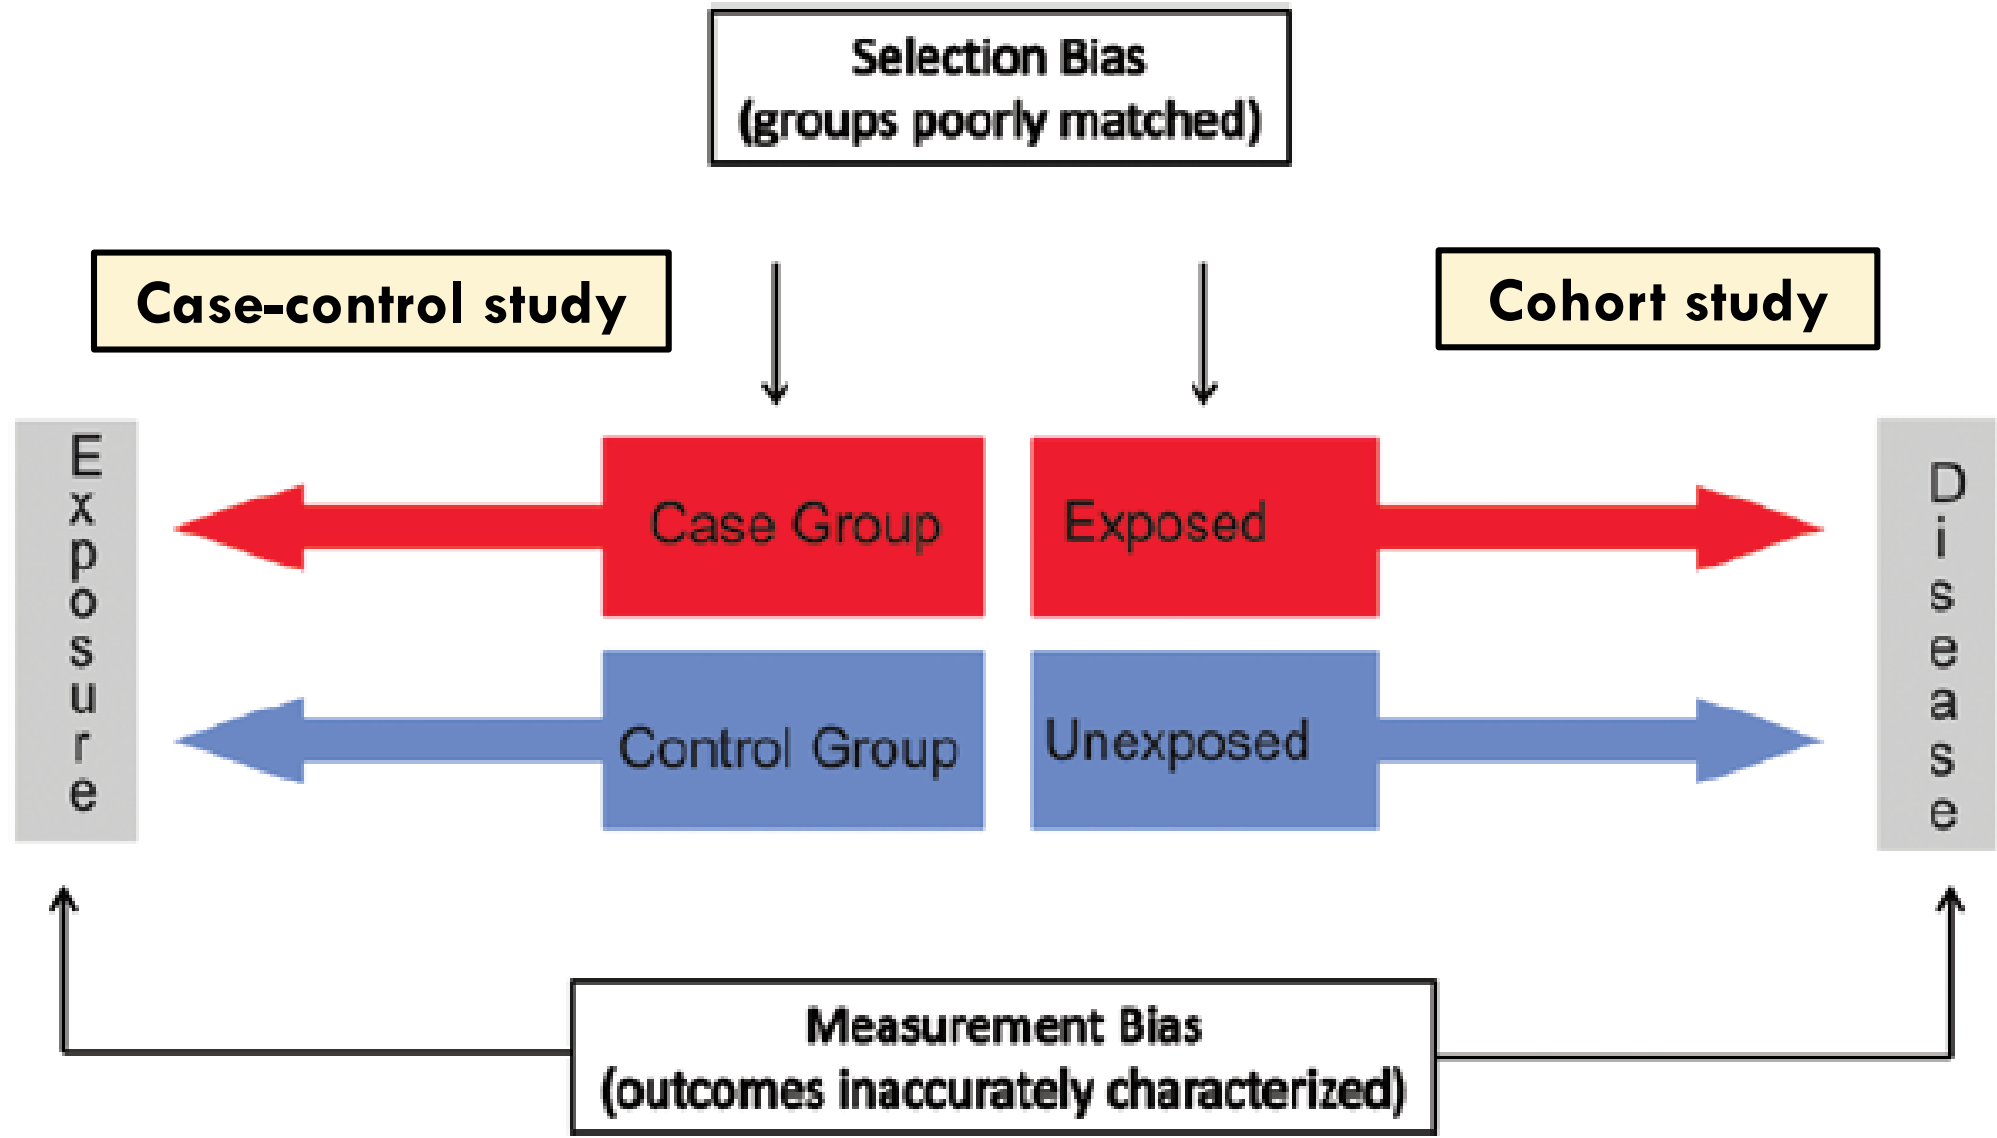 Selection Bias
(groups poorly matched)
Case-control study
Cohort study
Exposure
Case Group
Exposed
Disease
Control Group
Unexposed
Measurement Bias
(outcomes inaccurately characterized)